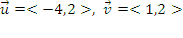 u⃗ =< −4,2 >, v⃗ =< 1,2 >